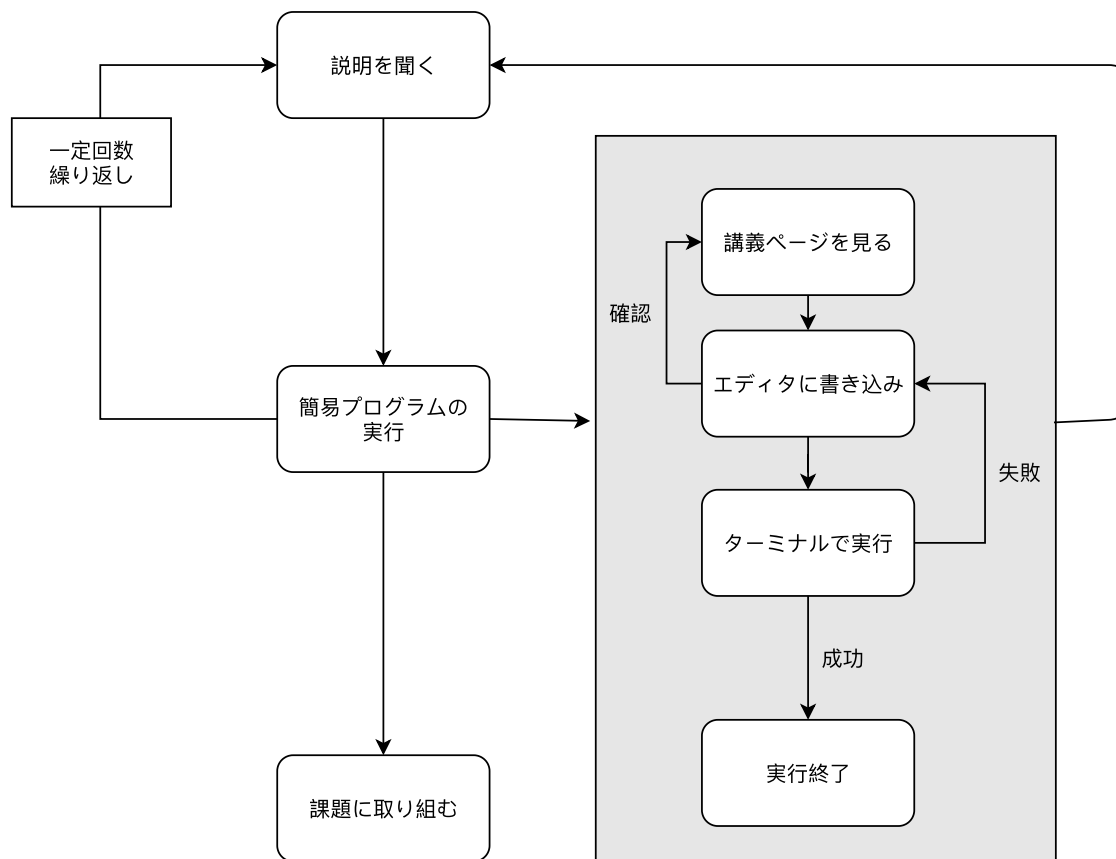 説明を聞く
一定回数
繰り返し
講義ページを見る
確認
エディタに書き込み
簡易プログラムの
実行
失敗
ターミナルで実行
成功
実行終了
課題に取り組む